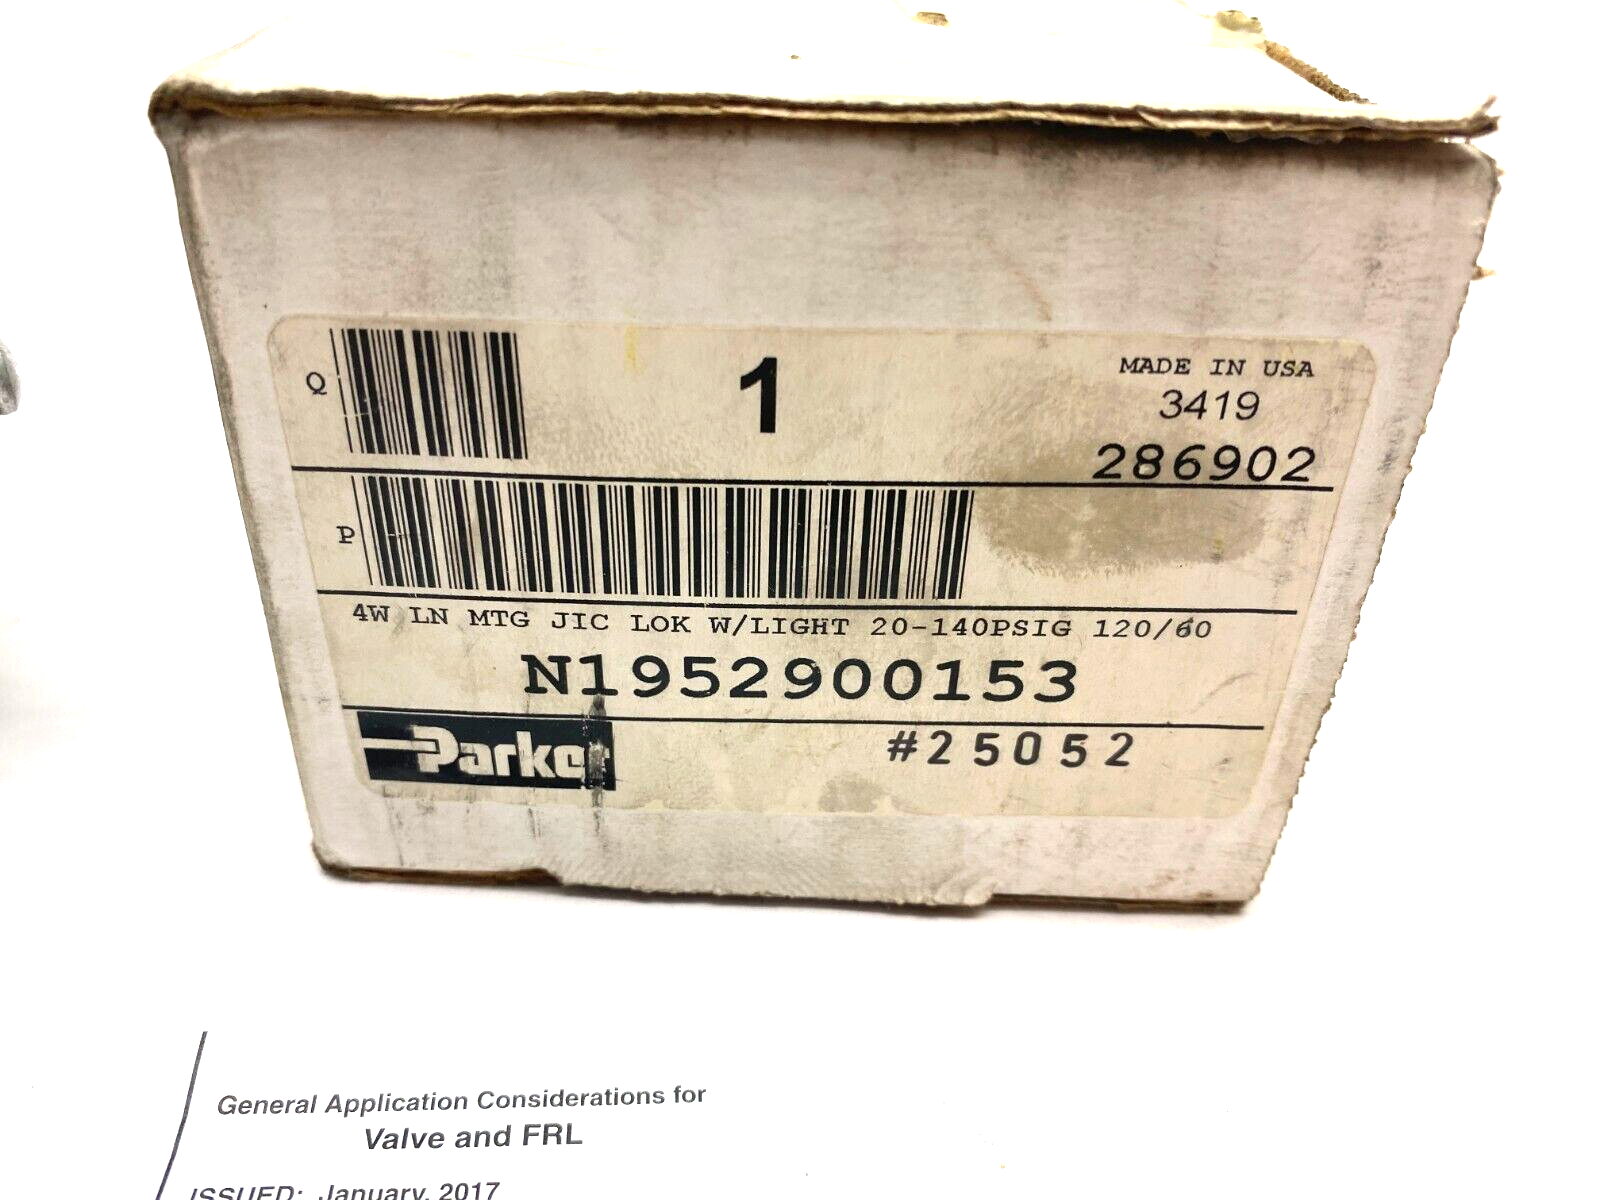 Q
1
MADE IN USA
3419
286902
P
4W LN MTG JIC LOK W/LIGHT 20-140PSIG 120/60
N1952900153
Parker
#25052
General Application Considerations for
Valve and FRL
ISSUED: January, 2017